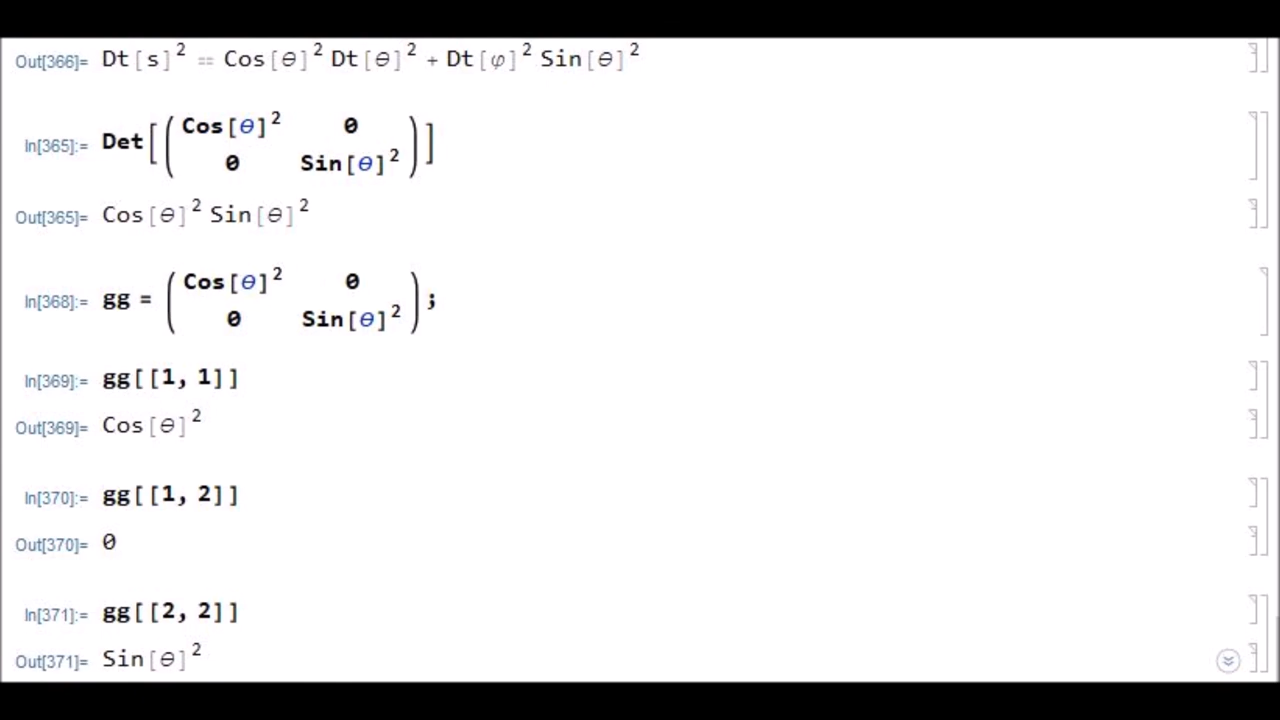 Out[366]= Dt[s]² == Cos[θ]² Dt[θ]² + Dt[φ]² Sin[θ]²
In[365]:= Det[( Cos[θ]² 0
0 Sin[θ]² )]
Out[365]= Cos[θ]² Sin[θ]²
In[368]:= gg = ( Cos[θ]² 0
0 Sin[θ]² );
In[369]:= gg[[1, 1]]
Out[369]= Cos[θ]²
In[370]:= gg[[1, 2]]
Out[370]= 0
In[371]:= gg[[2, 2]]
Out[371]= Sin[θ]²